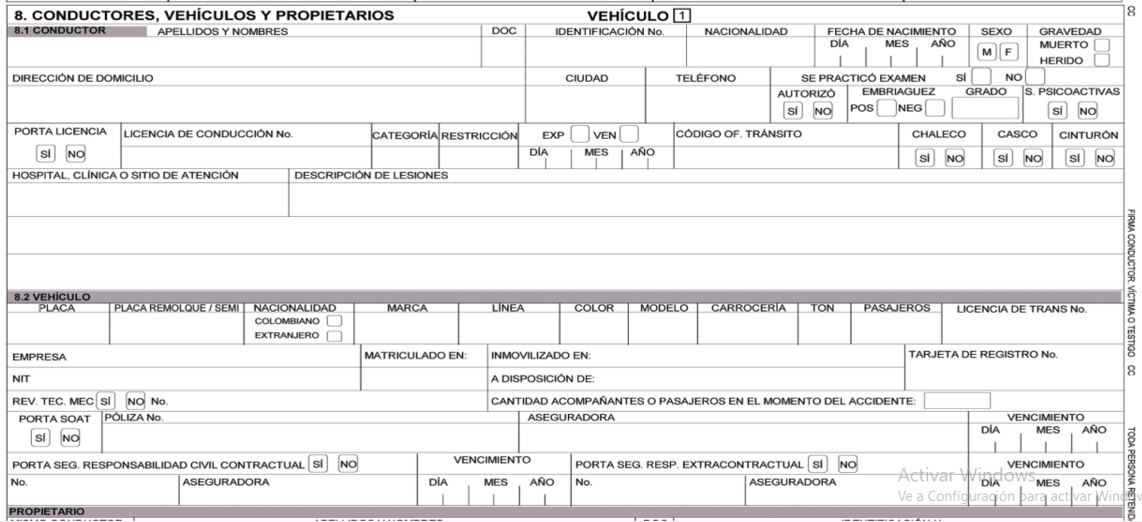 8. CONDUCTORES, VEHÍCULOS Y PROPIETARIOS VEHÍCULO 1
8.1 CONDUCTOR APELLIDOS Y NOMBRES DOC IDENTIFICACIÓN No. NACIONALIDAD FECHA DE NACIMIENTO SEXO GRAVEDAD
DÍA MES AÑO M F MUERTO
HERIDO
DIRECCIÓN DE DOMICILIO CIUDAD TELÉFONO SE PRACTICÓ EXAMEN SÍ NO
AUTORIZÓ EMBRIAGUEZ GRADO S. PSICOACTIVAS
SÍ NO POS NEG SÍ NO
PORTA LICENCIA LICENCIA DE CONDUCCIÓN No. CATEGORÍA RESTRICCIÓN EXP VEN CÓDIGO OF. TRÁNSITO CHALECO CASCO CINTURÓN
SÍ NO DÍA MES AÑO SÍ NO SÍ NO SÍ NO
HOSPITAL, CLÍNICA O SITIO DE ATENCIÓN DESCRIPCIÓN DE LESIONES
8.2 VEHÍCULO
PLACA PLACA REMOLQUE / SEMI NACIONALIDAD MARCA LÍNEA COLOR MODELO CARROCERÍA TON PASAJEROS LICENCIA DE TRANS No.
COLOMBIANO
EXTRANJERO
EMPRESA MATRICULADO EN: INMOVILIZADO EN: TARJETA DE REGISTRO No.
NIT A DISPOSICIÓN DE:
REV. TEC. MEC SÍ NO No. CANTIDAD ACOMPAÑANTES O PASAJEROS EN EL MOMENTO DEL ACCIDENTE:
PORTA SOAT PÓLIZA No. ASEGURADORA VENCIMIENTO
SÍ NO DÍA MES AÑO
PORTA SEG. RESPONSABILIDAD CIVIL CONTRACTUAL SÍ NO VENCIMIENTO PORTA SEG. RESP. EXTRACONTRACTUAL SÍ NO VENCIMIENTO
No. ASEGURADORA DÍA MES AÑO No. ASEGURADORA DÍA MES AÑO
PROPIETARIO
CC
FIRMA CONDUCTOR, VÍCTIMA O TESTIGO CC
TODA PERSONA
Activar Windows
Ve a Configuración para activar